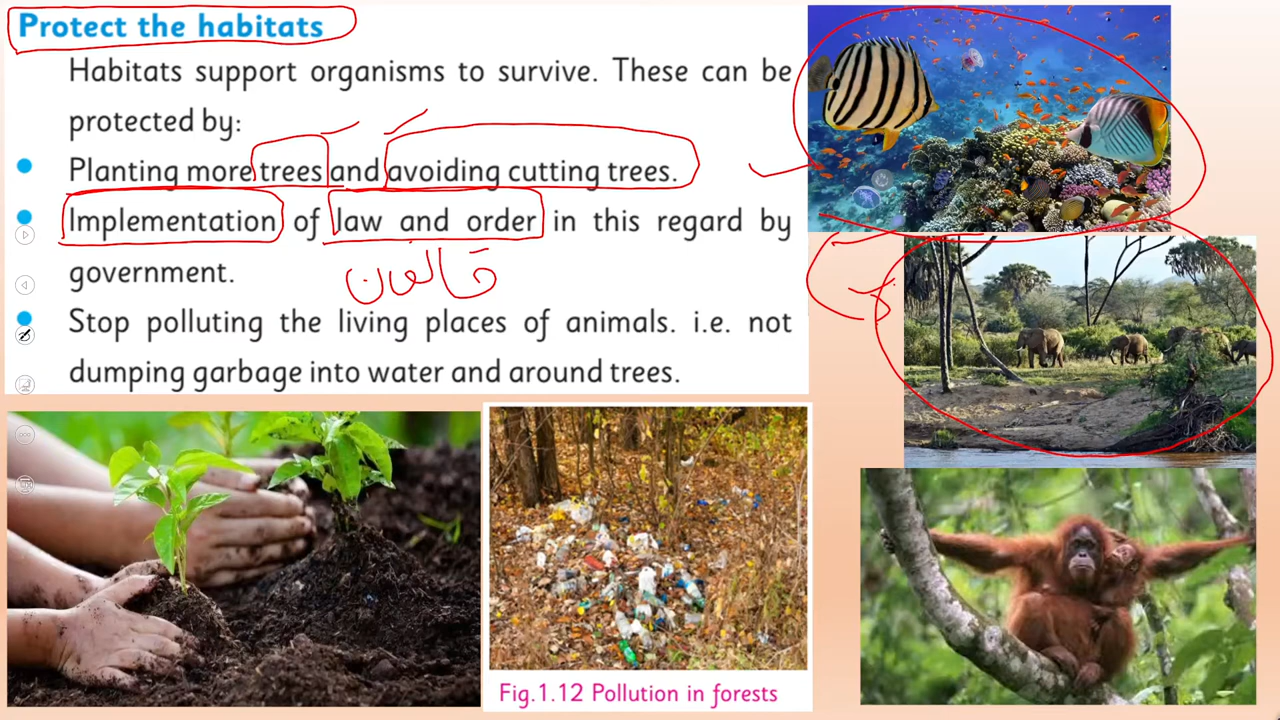 Protect the habitats
Habitats support organisms to survive. These can be
protected by:
Planting more trees and avoiding cutting trees.
Implementation of law and order in this regard by
قانون
government.
Stop polluting the living places of animals. i.e. not
dumping garbage into water and around trees.
Fig.1.12 Pollution in forests